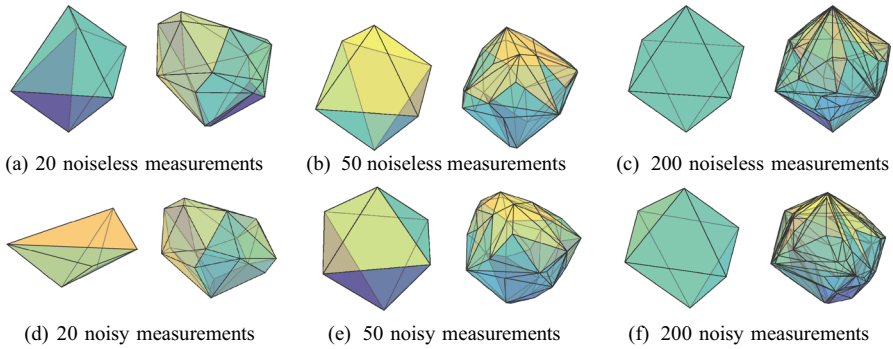 (a) 20 noiseless measurements
(b) 50 noiseless measurements
(c) 200 noiseless measurements
(d) 20 noisy measurements
(e) 50 noisy measurements
(f) 200 noisy measurements